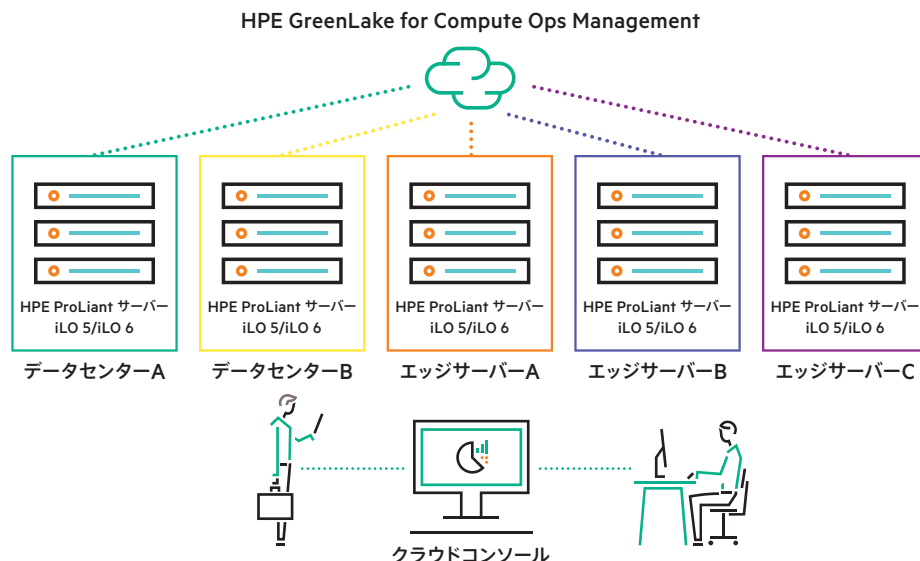 HPE GreenLake for Compute Ops Management
HPE ProLiant サーバー
iLO 5/iLO 6
データセンターA
HPE ProLiant サーバー
iLO 5/iLO 6
データセンターB
HPE ProLiant サーバー
iLO 5/iLO 6
エッジサーバーA
HPE ProLiant サーバー
iLO 5/iLO 6
エッジサーバーB
HPE ProLiant サーバー
iLO 5/iLO 6
エッジサーバーC
クラウドコンソール